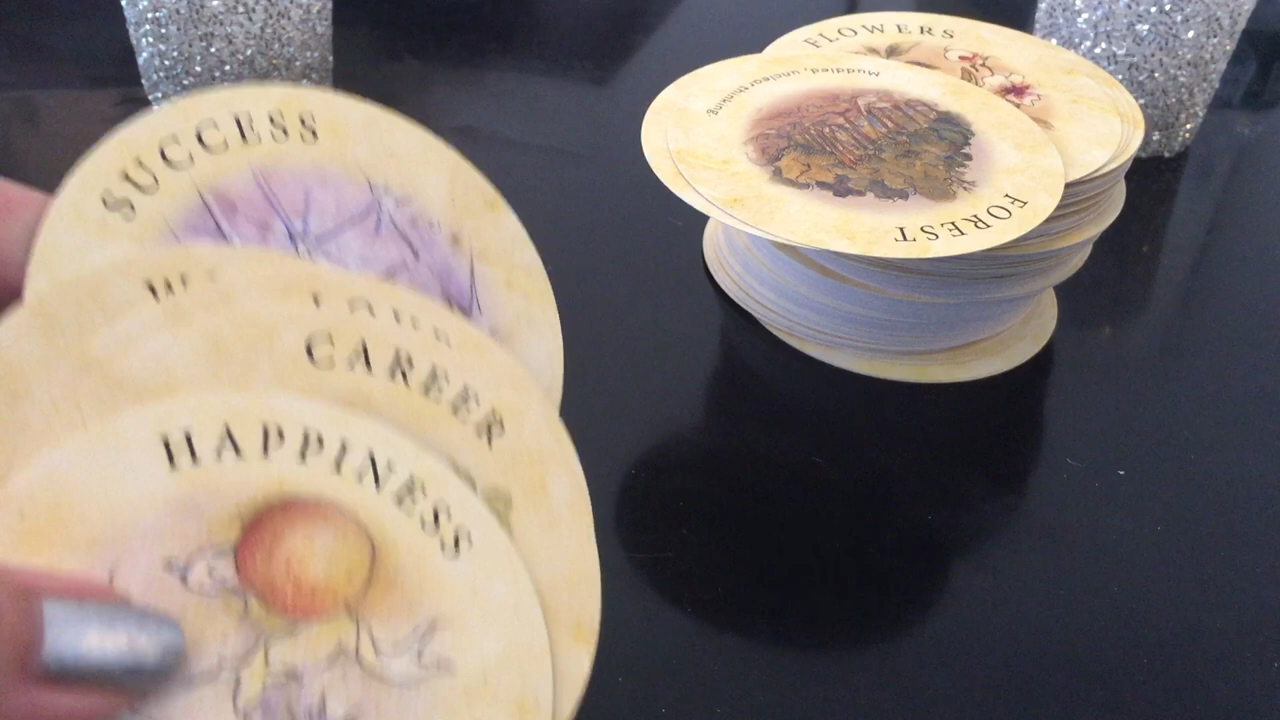 SUCCESS
CAREER
HAPPINESS
FLOWERS
Muddled, unclear thinking.
FOREST